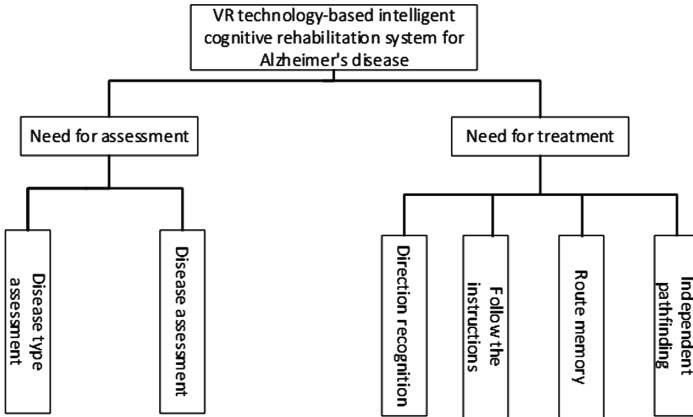 VR technology-based intelligent
cognitive rehabilitation system for
Alzheimer's disease
Need for assessment
Need for treatment
Disease type
assessment
Disease assessment
Direction recognition
Follow the
instructions
Route memory
Independent
pathfinding